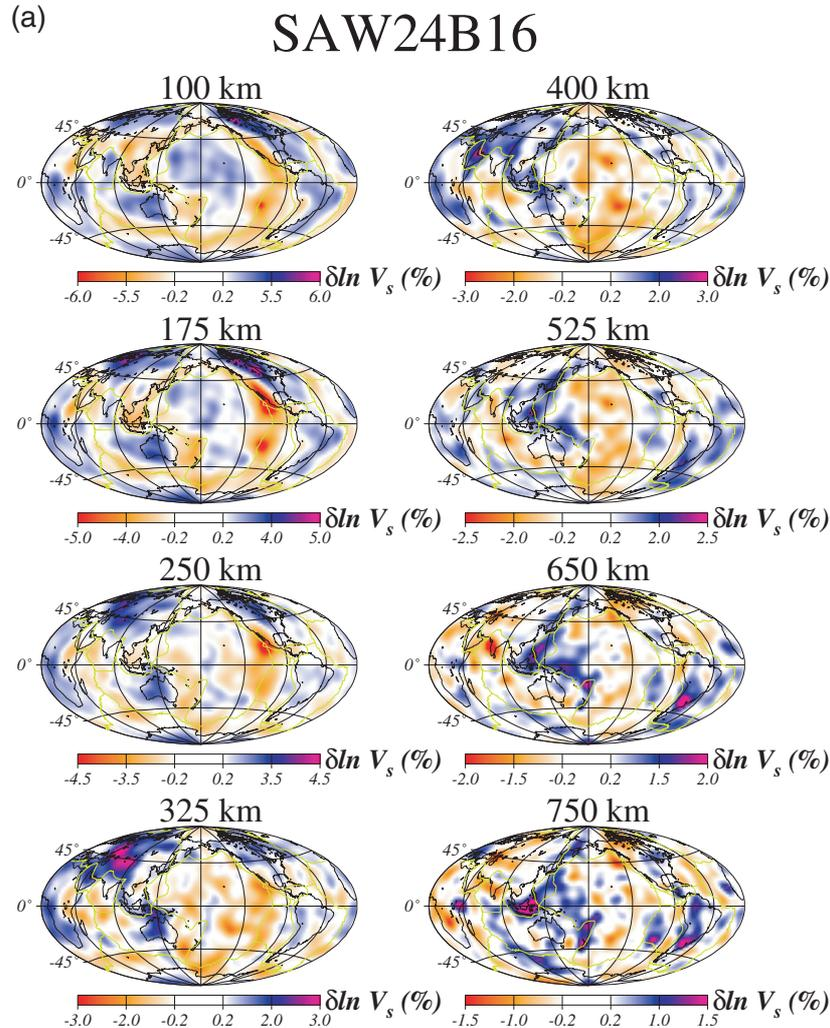 (a)
SAW24B16
100 km
45°
0°
-45
-6.0 -5.5 -0.2 0.2 5.5 6.0
δln Vs (%)
175 km
45°
0°
-45
-5.0 -4.0 -0.2 0.2 4.0 5.0
δln Vs (%)
250 km
45°
0°
-45
-4.5 -3.5 -0.2 0.2 3.5 4.5
δln Vs (%)
325 km
45°
0°
-45
-3.0 -2.0 -0.2 0.2 2.0 3.0
δln Vs (%)
400 km
45°
0°
-45
-3.0 -2.0 -0.2 0.2 2.0 3.0
δln Vs (%)
525 km
45°
0°
-45
-2.5 -2.0 -0.2 0.2 2.0 2.5
δln Vs (%)
650 km
45°
0°
-45
-2.0 -1.5 -0.2 0.2 1.5 2.0
δln Vs (%)
750 km
45°
0°
-45
-1.5 -1.0 -0.2 0.2 1.0 1.5
δln Vs (%)